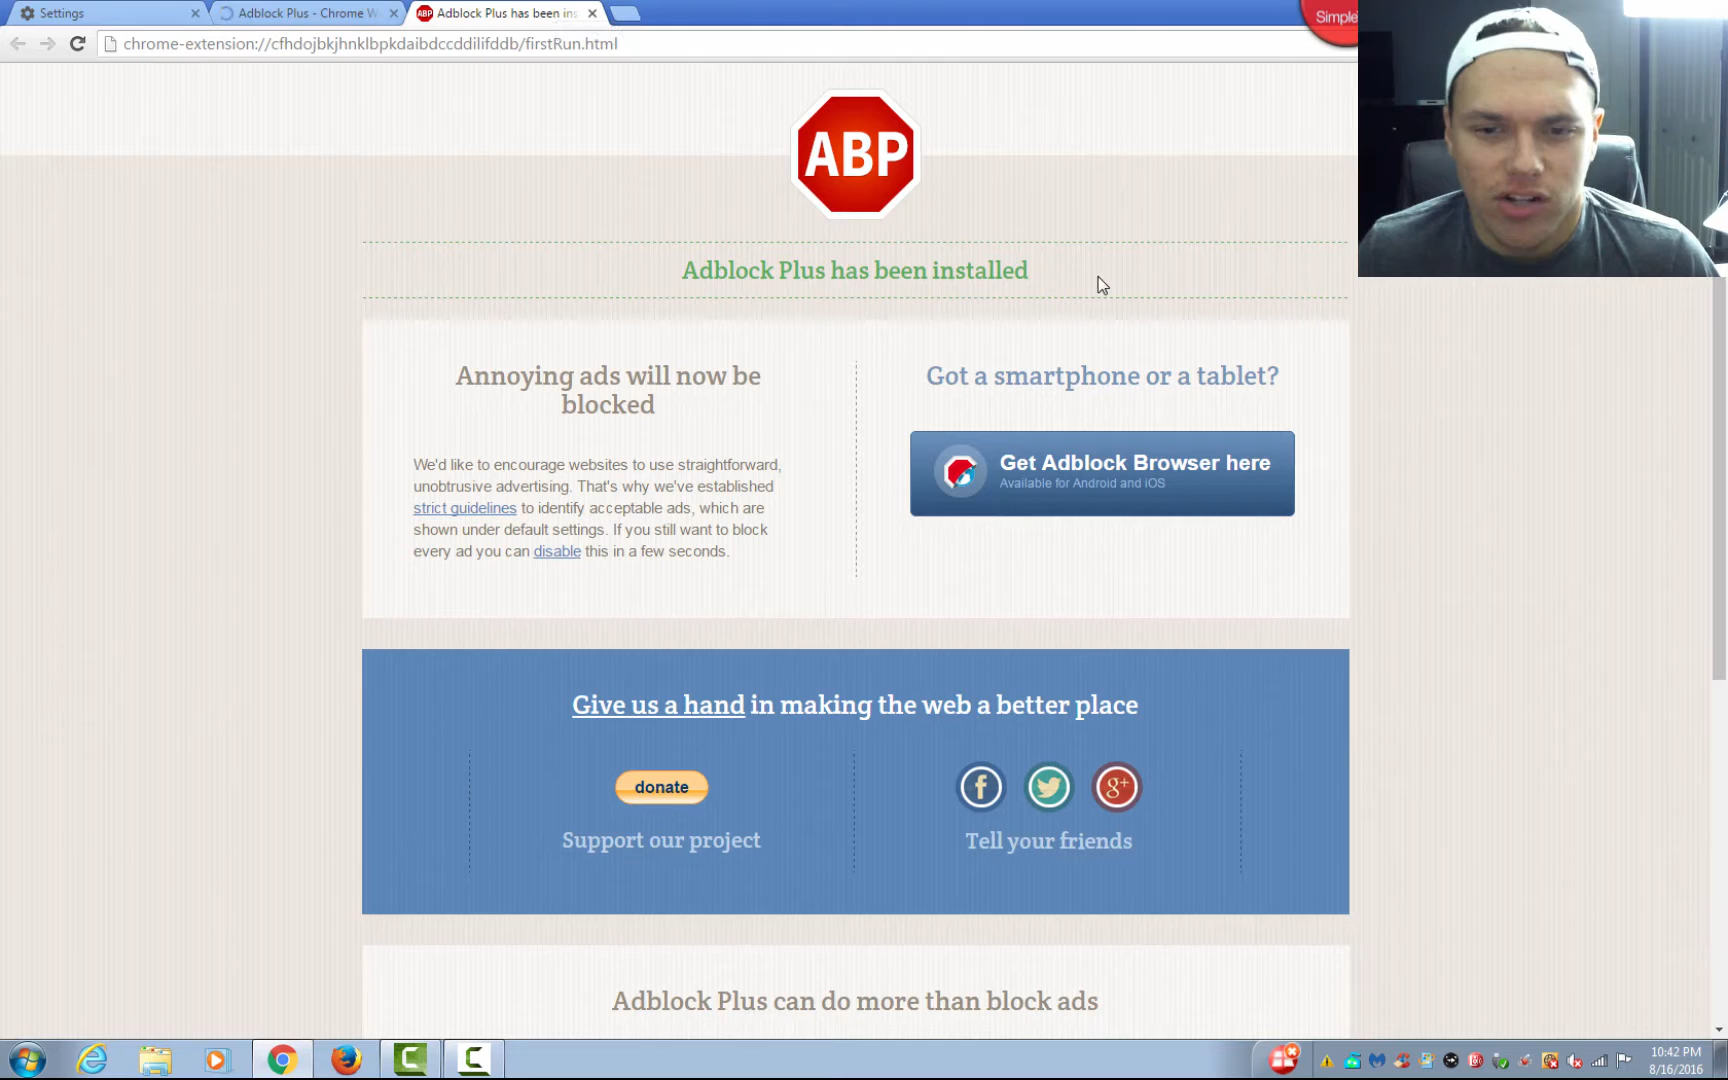 Settings
Adblock Plus - Chrome W
Adblock Plus has been ins
Simple
chrome-extension://cfhdojbkjhnklbpkdaibdccddilifddb/firstRun.html
ABP
Adblock Plus has been installed
Annoying ads will now be
blocked
We'd like to encourage websites to use straightforward,
unobtrusive advertising. That's why we've established
strict guidelines to identify acceptable ads, which are
shown under default settings. If you still want to block
every ad you can disable this in a few seconds.
Got a smartphone or a tablet?
Get Adblock Browser here
Available for Android and iOS
Give us a hand in making the web a better place
donate
Support our project
f
g+
Tell your friends
Adblock Plus can do more than block ads
10:42 PM
8/16/2016